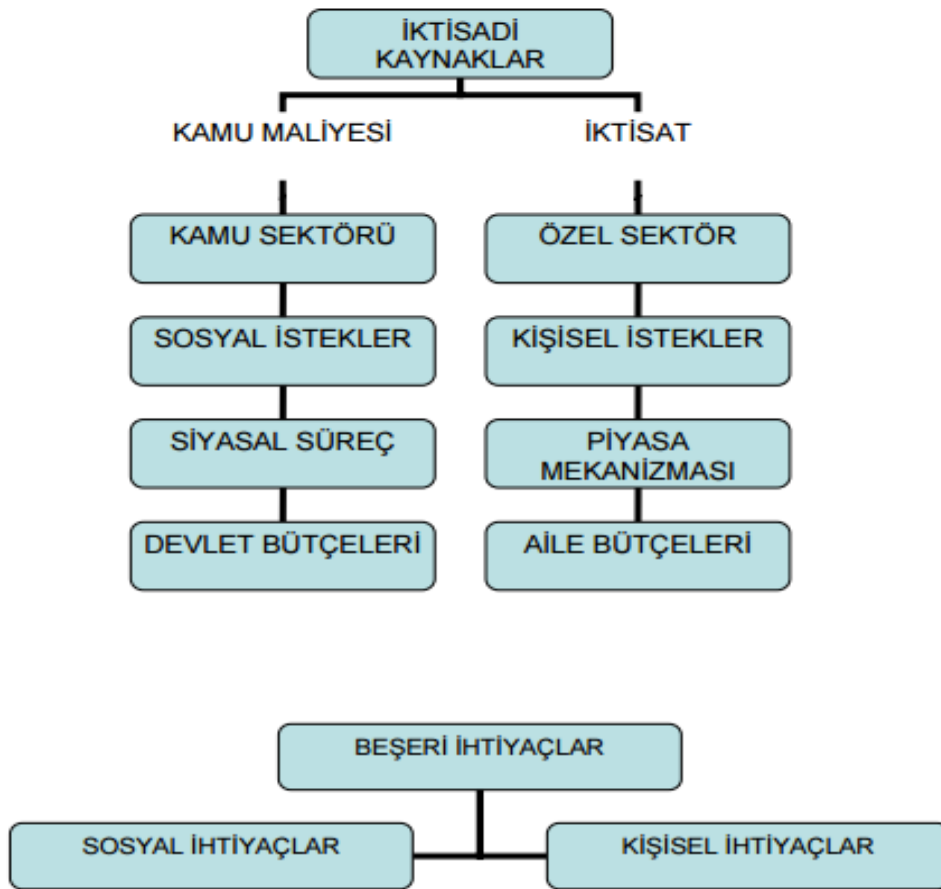 İKTİSADİ
KAYNAKLAR
KAMU MALİYESİ
İKTİSAT
KAMU SEKTÖRÜ
ÖZEL SEKTÖR
SOSYAL İSTEKLER
KİŞİSEL İSTEKLER
SİYASAL SÜREÇ
PİYASA
MEKANİZMASI
DEVLET BÜTÇELERİ
AİLE BÜTÇELERİ
BEŞERİ İHTİYAÇLAR
SOSYAL İHTİYAÇLAR
KİŞİSEL İHTİYAÇLAR